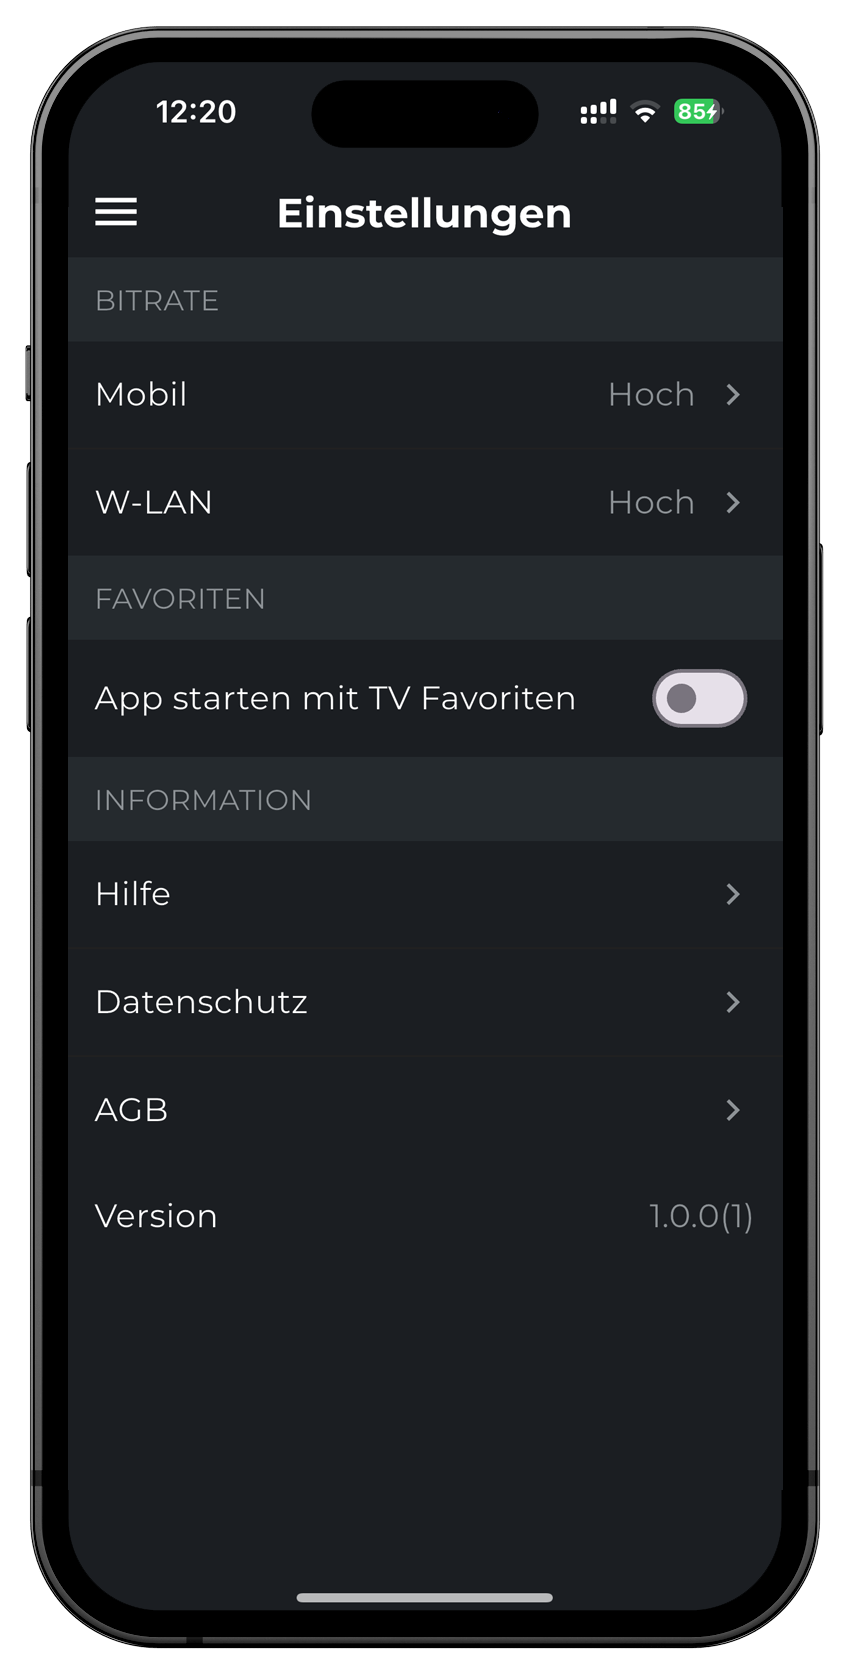 12:20
85
Einstellungen
BITRATE
Mobil Hoch
W-LAN Hoch
FAVORITEN
App starten mit TV Favoriten
INFORMATION
Hilfe
Datenschutz
AGB
Version 1.0.0(1)